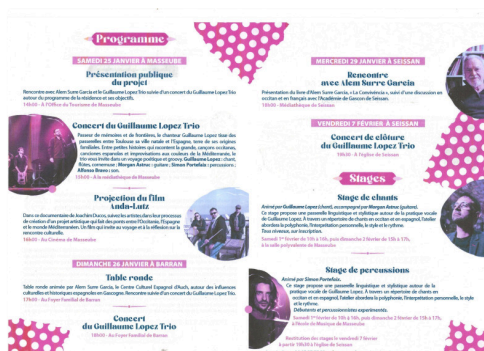 Programme
SAMEDI 25 JANVIER À MASSEUBE
Présentation publique
du projet
Rencontre avec Alem Surre Garcia et le Guillaume Lopez Trio suivie d'un concert du Guillaume Lopez Trio
autour du programme de la résidence et ses objectifs.
14h00 - À l'Office du Tourisme de Masseube
Concert du Guillaume Lopez Trio
Passeur de mémoires et de frontières, le chanteur Guillaume Lopez tisse des
passerelles entre Toulouse sa ville natale et l'Espagne, terre de ses origines
familiales. Entre petites histoires qui racontent la grande, cançons occitanes,
canciones espanolas et improvisations aux couleurs de la Méditerranée, le
trio vous invite dans un voyage poétique et groovy. Guillaume Lopez : chant,
flûtes, cornemuse ; Morgan Astruc : guitare ; Simon Portefaix : percussions ;
Alfonso Bravo : son.
15h00 - À la médiathèque de Masseube
Projection du film
Anda-Lutz
Dans ce documentaire de Joachim Ducos, suivez les artistes dans leur processus
de création d'un projet artistique qui fait des ponts entre l'Occitanie, l'Espagne
et le monde Méditerranéen. Un film qui invite au voyage et à la réflexion sur la
rencontre culturelle.
16h00 - Au Cinéma de Masseube
DIMANCHE 26 JANVIER À BARRAN
Table ronde
Table ronde animée par Alem Surre Garcia, le Centre Culturel Espagnol d'Auch, autour des influences
culturelles et historiques espagnoles en Gascogne. Rencontre suivie d'un concert du Guillaume Lopez Trio.
17h00 - Au Foyer Familial de Barran
Concert
du Guillaume Lopez Trio
18h00 - Au Foyer Familial de Barran
MERCREDI 29 JANVIER À SEISSAN
Rencontre
avec Alem Surre Garcia
Présentation du livre d'Alem Surre Garcia, « La Convivéncia », suivi d'une discussion en
occitan et en français avec l'Académie de Gascon de Seissan.
18h00 - Médiathèque de Seissan
VENDREDI 7 FÉVRIER À SEISSAN
Concert de clôture
du Guillaume Lopez Trio
19h00 - À l'église de Seissan
Stages
Stage de chants
Animé par Guillaume Lopez (chant), accompagné par Morgan Astruc (guitare).
Ce stage propose une passerelle linguistique et stylistique autour de la pratique vocale
de Guillaume Lopez. À travers un répertoire de chants en occitan et en espagnol, l'atelier
abordera la polyphonie, l'interprétation personnelle, le style et le rythme.
Tous niveaux, sur inscription.
Samedi 1er février de 10h à 16h, puis dimanche 2 février de 15h à 17h,
à la salle polyvalente de Masseube
Stage de percussions
Animé par Simon Portefaix.
Ce stage propose une passerelle linguistique et stylistique autour de la
pratique vocale de Guillaume Lopez. À travers un répertoire de chants en
occitan et en espagnol, l'atelier abordera la polyphonie, l'interprétation personnelle, le style
et le rythme.
Débutants et percussionnistes expérimentés.
Samedi 1er février de 10h à 16h, puis dimanche 2 février de 15h à 17h,
à l'école de Musique de Masseube
Restitution des stages le vendredi 7 février
à partir 18h30 à l'église de Seissan